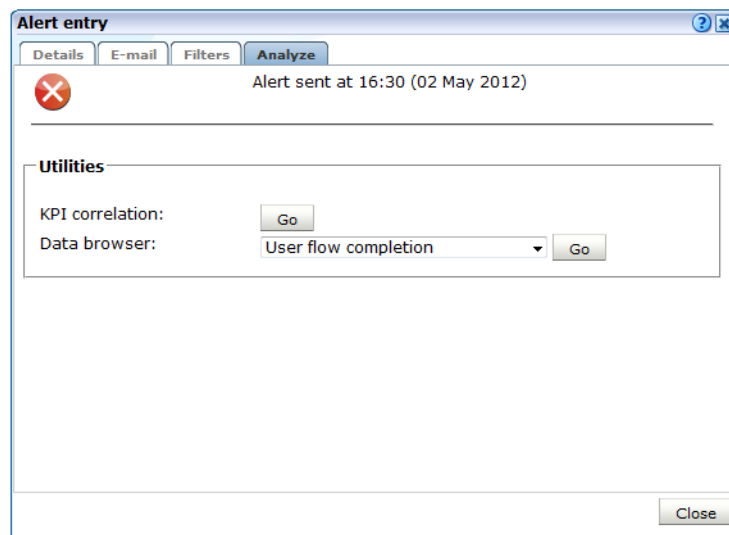 Alert entry
?
Details E-mail Filters Analyze
Alert sent at 16:30 (02 May 2012)
Utilities
KPI correlation: Go
Data browser: User flow completion Go
Close